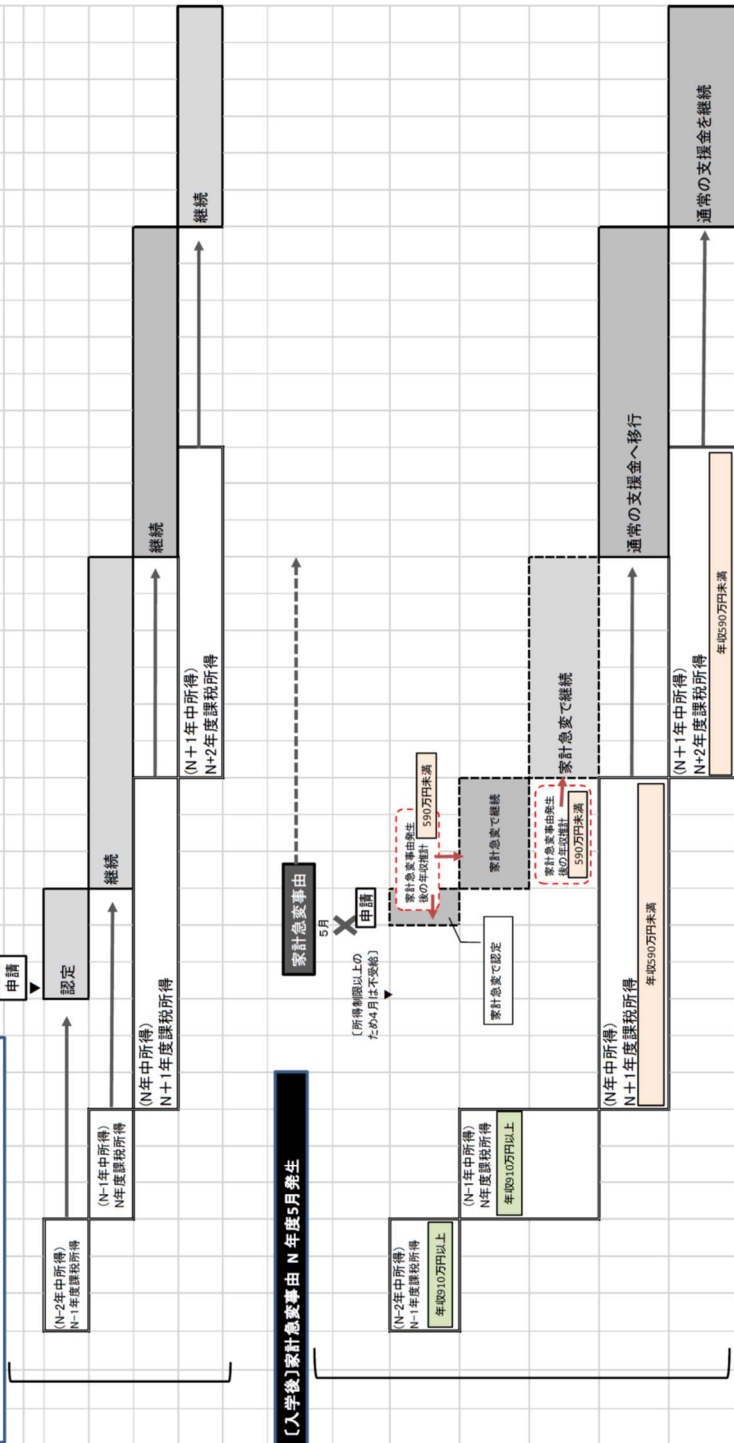 申請
(N-2年中所得)
N-1年度課税所得
認定
(N-1年中所得)
N年度課税所得
継続
(N年中所得)
N+1年度課税所得
継続
(N+1年中所得)
N+2年度課税所得
継続
〔入学後〕家計急変事由 N 年度5月発生
家計急変事由
5月
申請
〔所得制限以上の
ため4月は不受給〕
(N-2年中所得)
N-1年度課税所得
年収910万円以上
家計急変事由発生
後の年収推計
590万円未満
家計急変で認定
(N-1年中所得)
N年度課税所得
年収910万円以上
家計急変で継続
家計急変事由発生
後の年収推計
590万円未満
家計急変で継続
(N年中所得)
N+1年度課税所得
年収590万円未満
通常の支援金へ移行
(N+1年中所得)
N+2年度課税所得
年収590万円未満
通常の支援金を継続